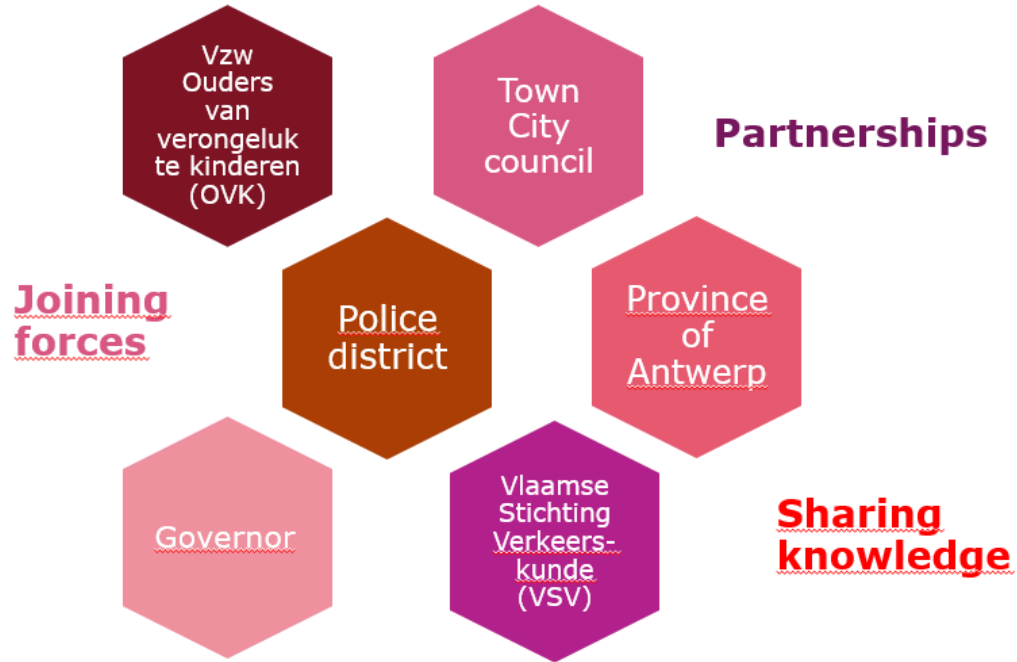 Vzw
Ouders
van
verongeluk
te kinderen
(OVK)
Town
City
council
Partnerships
Joining
forces
Police
district
Province
of
Antwerp
Governor
Vlaamse
Stichting
Verkeers-
kunde
(VSV)
Sharing
knowledge